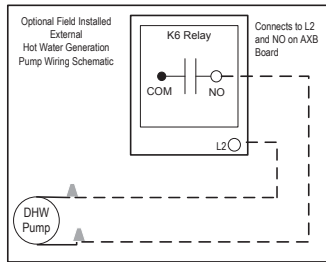 Optional Field Installed
External
Hot Water Generation
Pump Wiring Schematic
K6 Relay
COM
NO
L2
Connects to L2
and NO on AXB
Board
DHW
Pump